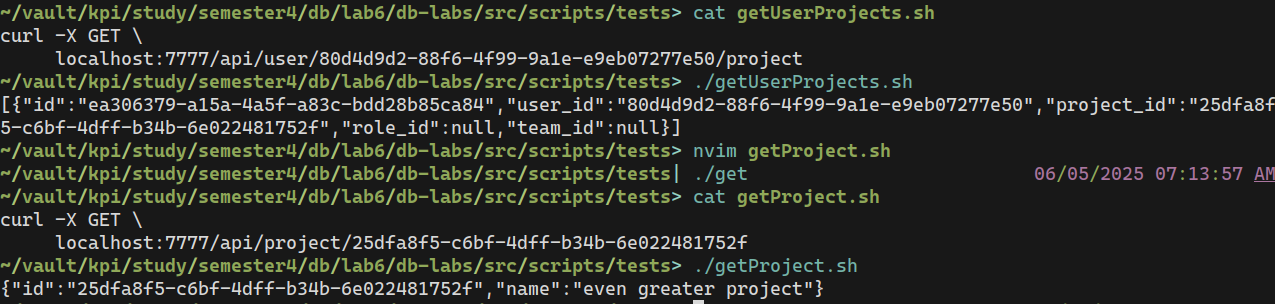 ~/vault/kpi/study/semester4/db/lab6/db-labs/src/scripts/tests> cat getUserProjects.sh
curl -X GET \
     localhost:7777/api/user/80d4d9d2-88f6-4f99-9a1e-e9eb07277e50/project
~/vault/kpi/study/semester4/db/lab6/db-labs/src/scripts/tests> ./getUserProjects.sh
[{"id":"ea306379-a15a-4a5f-a83c-bdd28b85ca84","user_id":"80d4d9d2-88f6-4f99-9a1e-e9eb07277e50","project_id":"25dfa8f
5-c6bf-4dff-b34b-6e022481752f","role_id":null,"team_id":null}]
~/vault/kpi/study/semester4/db/lab6/db-labs/src/scripts/tests> nvim getProject.sh
~/vault/kpi/study/semester4/db/lab6/db-labs/src/scripts/tests| ./get 06/05/2025 07:13:57 AM
~/vault/kpi/study/semester4/db/lab6/db-labs/src/scripts/tests> cat getProject.sh
curl -X GET \
     localhost:7777/api/project/25dfa8f5-c6bf-4dff-b34b-6e022481752f
~/vault/kpi/study/semester4/db/lab6/db-labs/src/scripts/tests> ./getProject.sh
{"id":"25dfa8f5-c6bf-4dff-b34b-6e022481752f","name":"even greater project"}